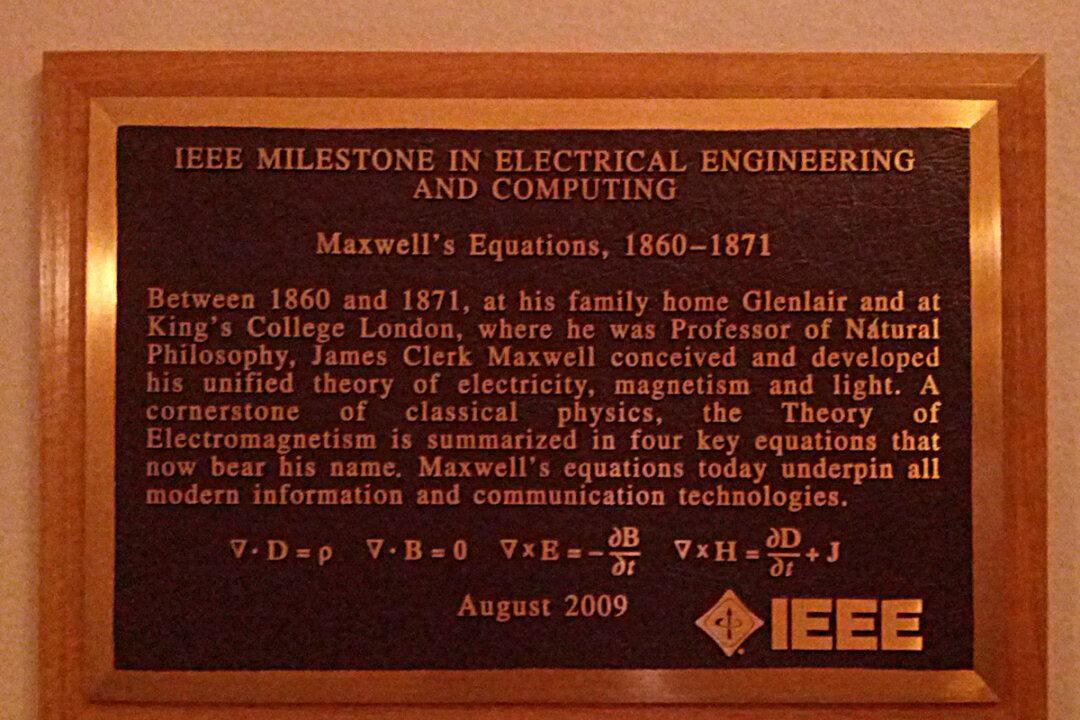 IEEE MILESTONE IN ELECTRICAL ENGINEERING
AND COMPUTING
Maxwell's Equations, 1860–1871
Between 1860 and 1871, at his family home Glenlair and at
King's College London, where he was Professor of Natural
Philosophy, James Clerk Maxwell conceived and developed
his unified theory of electricity, magnetism and light. A
cornerstone of classical physics, the Theory of
Electromagnetism is summarized in four key equations that
now bear his name. Maxwell's equations today underpin all
modern information and communication technologies.
∇· D = ρ ∇· B = 0 ∇×E = −∂B/∂t ∇×H = ∂D/∂t + J
August 2009
IEEE